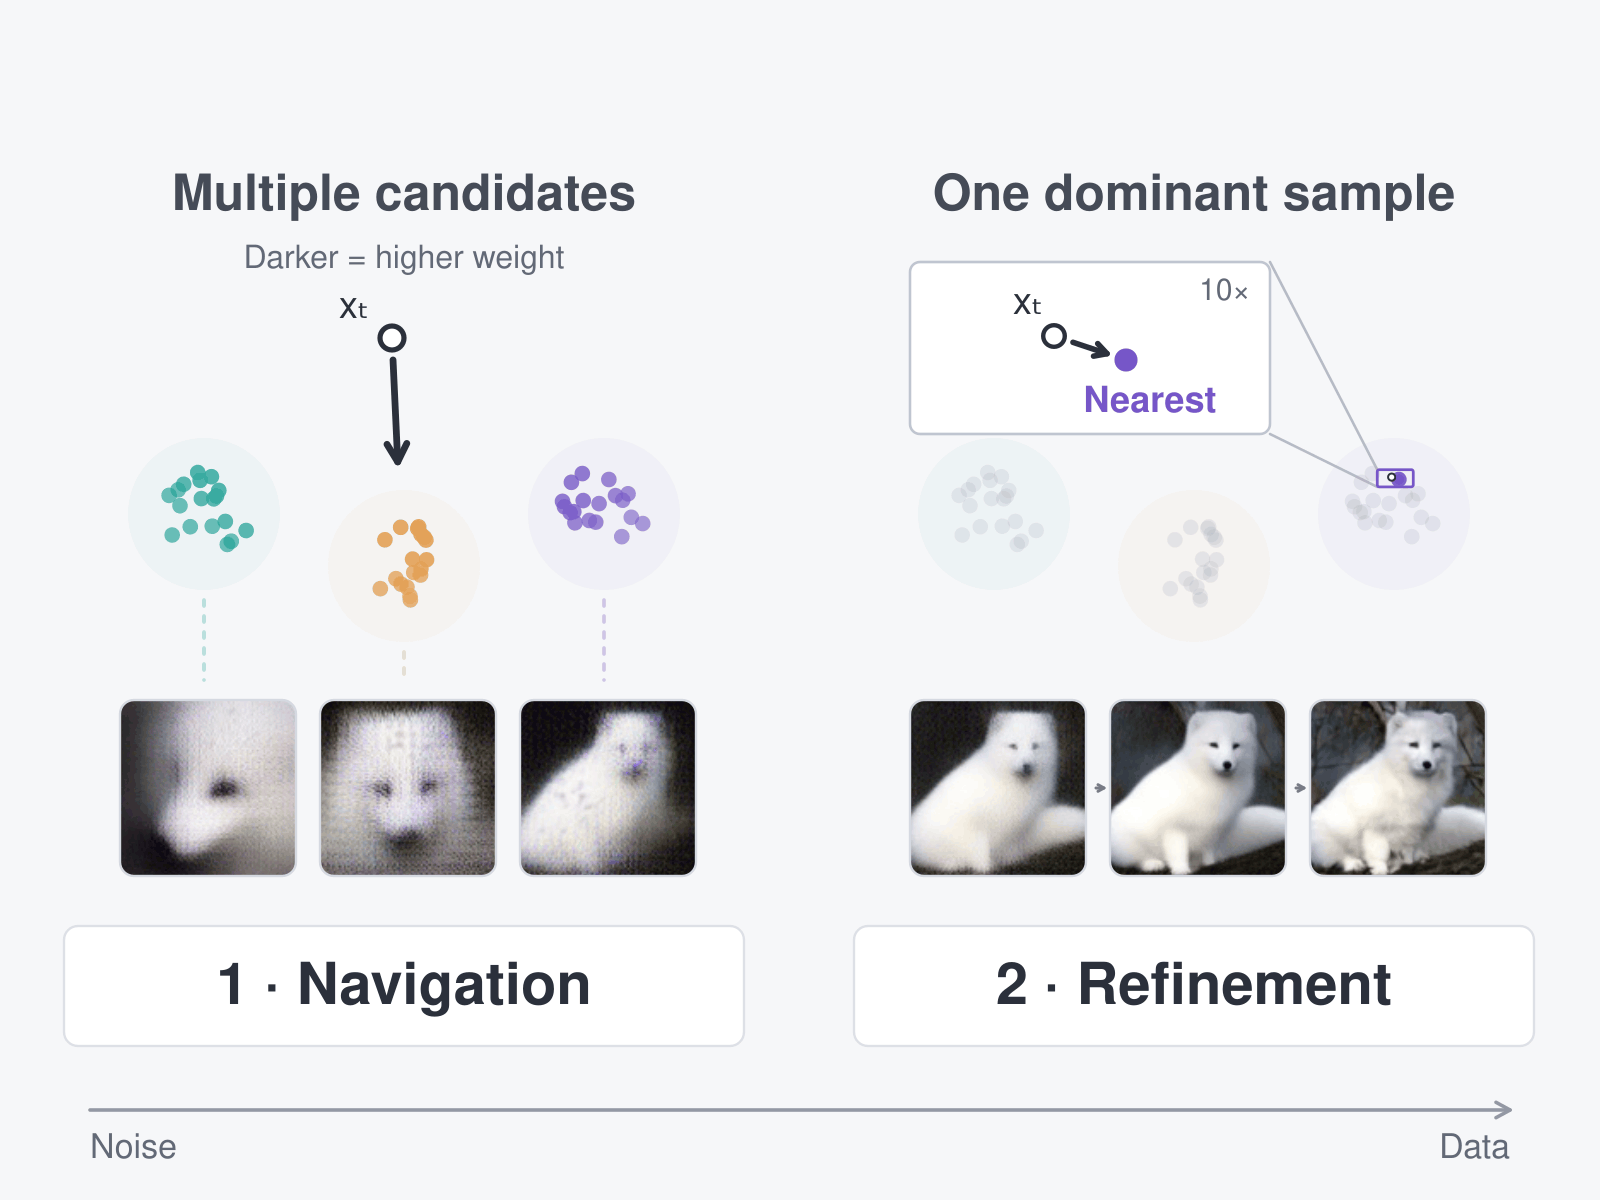 Multiple candidates
Darker = higher weight
xₜ
One dominant sample
10×
xₜ
Nearest
1 · Navigation
2 · Refinement
Noise
Data